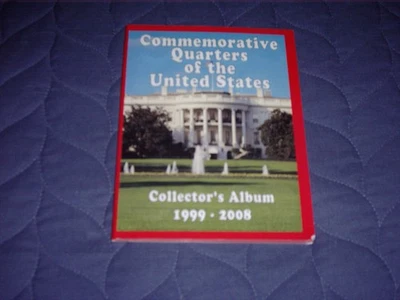 Commemorative
Quarters
of the
United States
Collector's Album
1999 - 2008